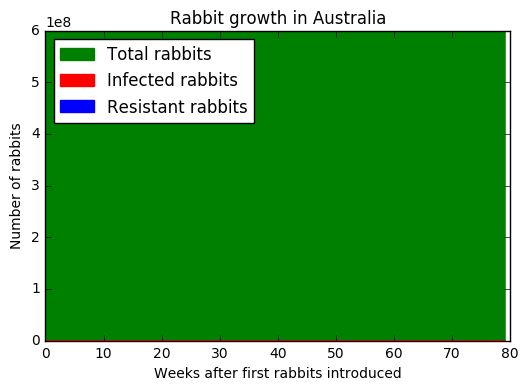 Rabbit growth in Australia
1e8
Total rabbits
Infected rabbits
Resistant rabbits
Number of rabbits
6
5
4
3
2
1
0
0 10 20 30 40 50 60 70 80
Weeks after first rabbits introduced